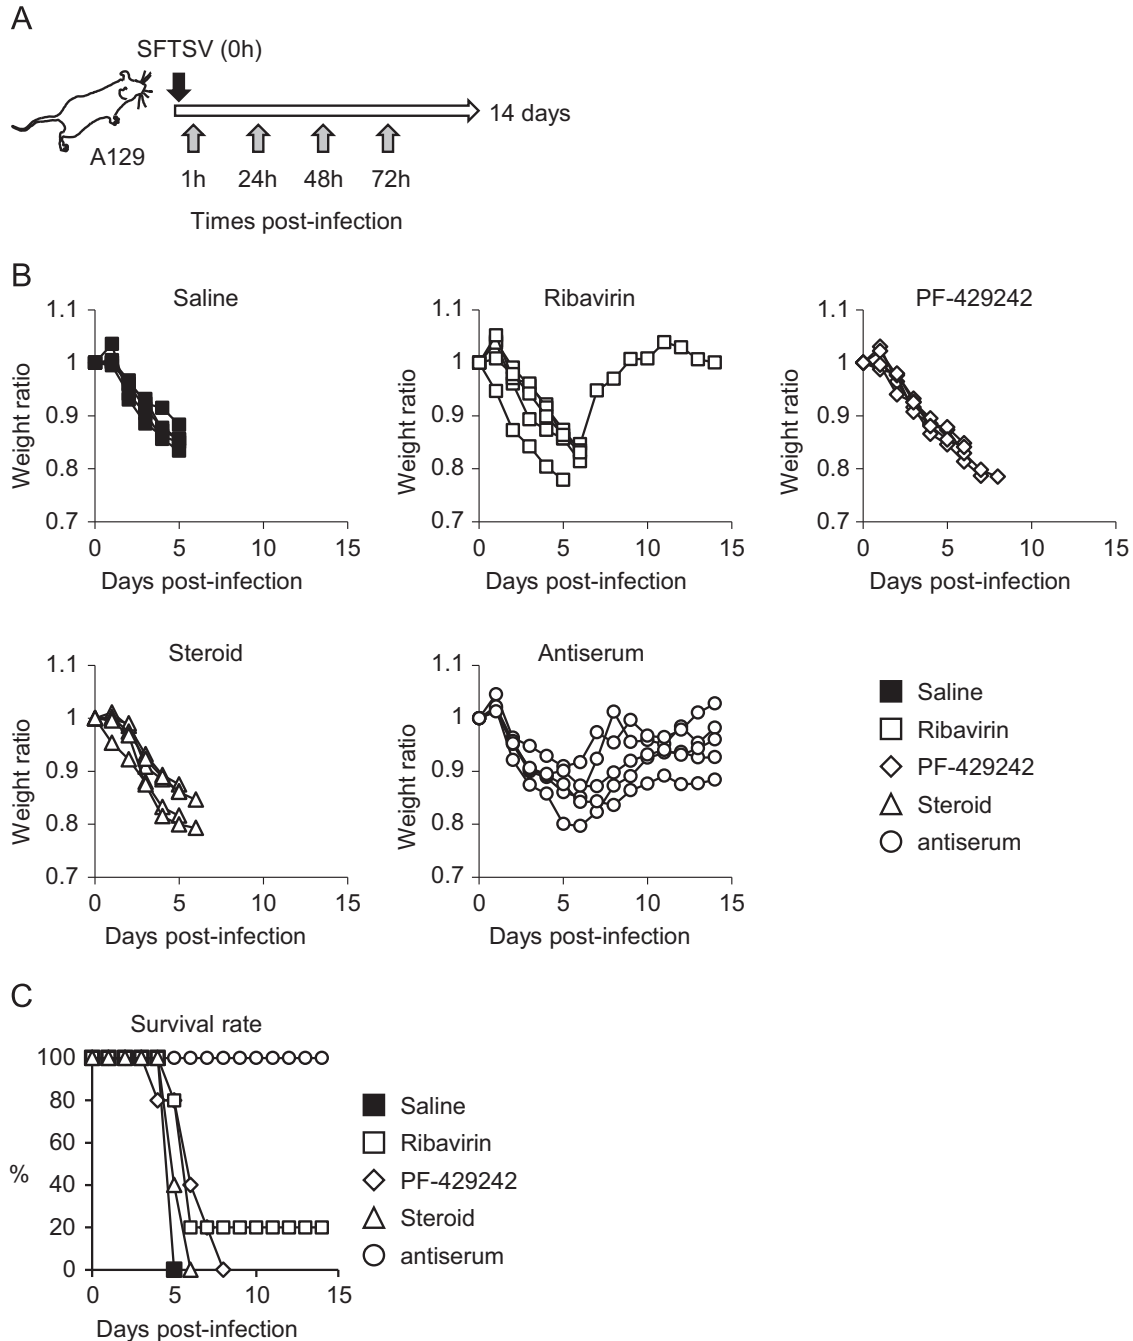 A
SFTSV (0h)
14 days
A129
1h 24h 48h 72h
Times post-infection
B
Saline
1.1
1
0.9
0.8
0.7
Weight ratio
0 5 10 15
Days post-infection
Ribavirin
1.1
1
0.9
0.8
0.7
Weight ratio
0 5 10 15
Days post-infection
PF-429242
1.1
1
0.9
0.8
0.7
Weight ratio
0 5 10 15
Days post-infection
Steroid
1.1
1
0.9
0.8
0.7
Weight ratio
0 5 10 15
Days post-infection
Antiserum
1.1
1
0.9
0.8
0.7
Weight ratio
0 5 10 15
Days post-infection
Saline
Ribavirin
PF-429242
Steroid
antiserum
C
Survival rate
100
80
60
40
20
0
%
0 5 10 15
Days post-infection
Saline
Ribavirin
PF-429242
Steroid
antiserum